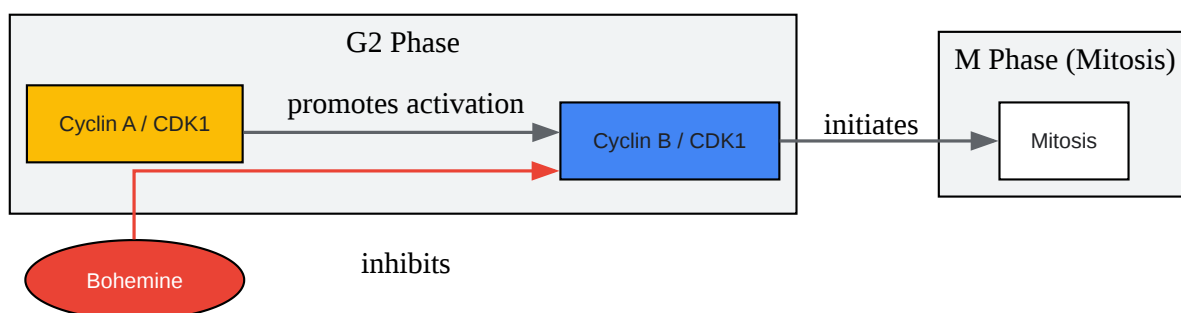 G2 Phase
M Phase (Mitosis)
Cyclin A / CDK1
promotes activation
Cyclin B / CDK1
initiates
Mitosis
Bohemine
inhibits